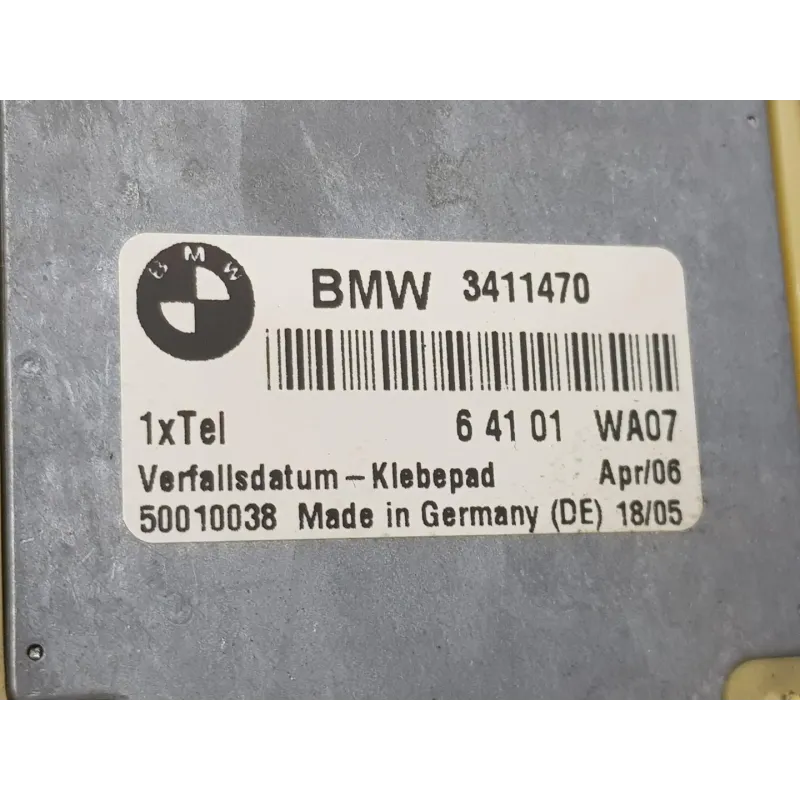 BMW
BMW 3411470
1xTel 6 41 01 WA07
Verfallsdatum – Klebepad Apr/06
50010038 Made in Germany (DE) 18/05